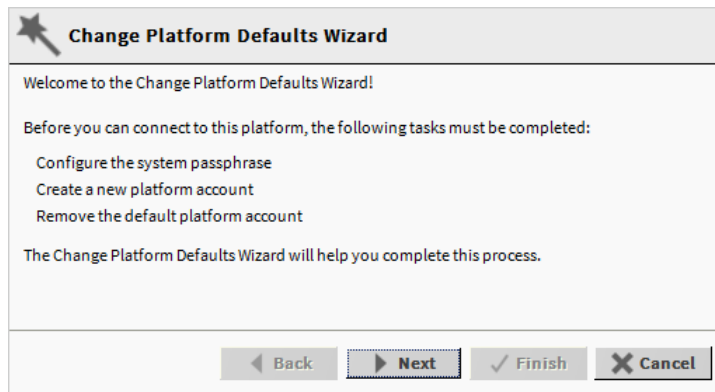 Change Platform Defaults Wizard
Welcome to the Change Platform Defaults Wizard!
Before you can connect to this platform, the following tasks must be completed:
Configure the system passphrase
Create a new platform account
Remove the default platform account
The Change Platform Defaults Wizard will help you complete this process.
Back Next Finish Cancel